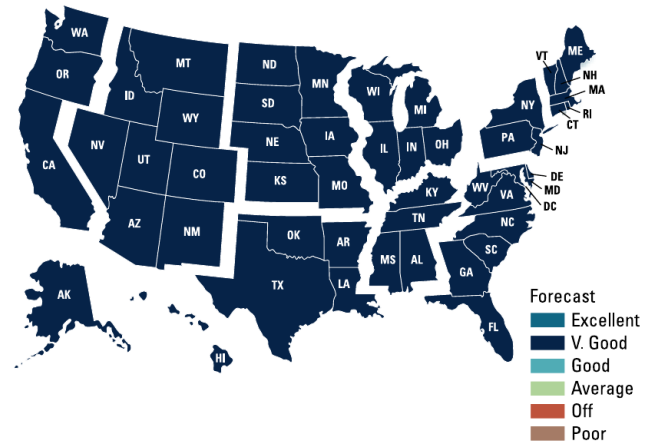 WA
OR
CA
ID
NV
MT
WY
UT
CO
AZ
NM
ND
SD
NE
KS
MN
IA
MO
OK
TX
AR
LA
WI
MI
IL
IN
OH
KY
TN
MS
AL
VT
ME
NH
MA
RI
CT
NY
PA
NJ
DE
MD
DC
WV
VA
NC
SC
GA
FL
AK
HI
Forecast
Excellent
V. Good
Good
Average
Off
Poor